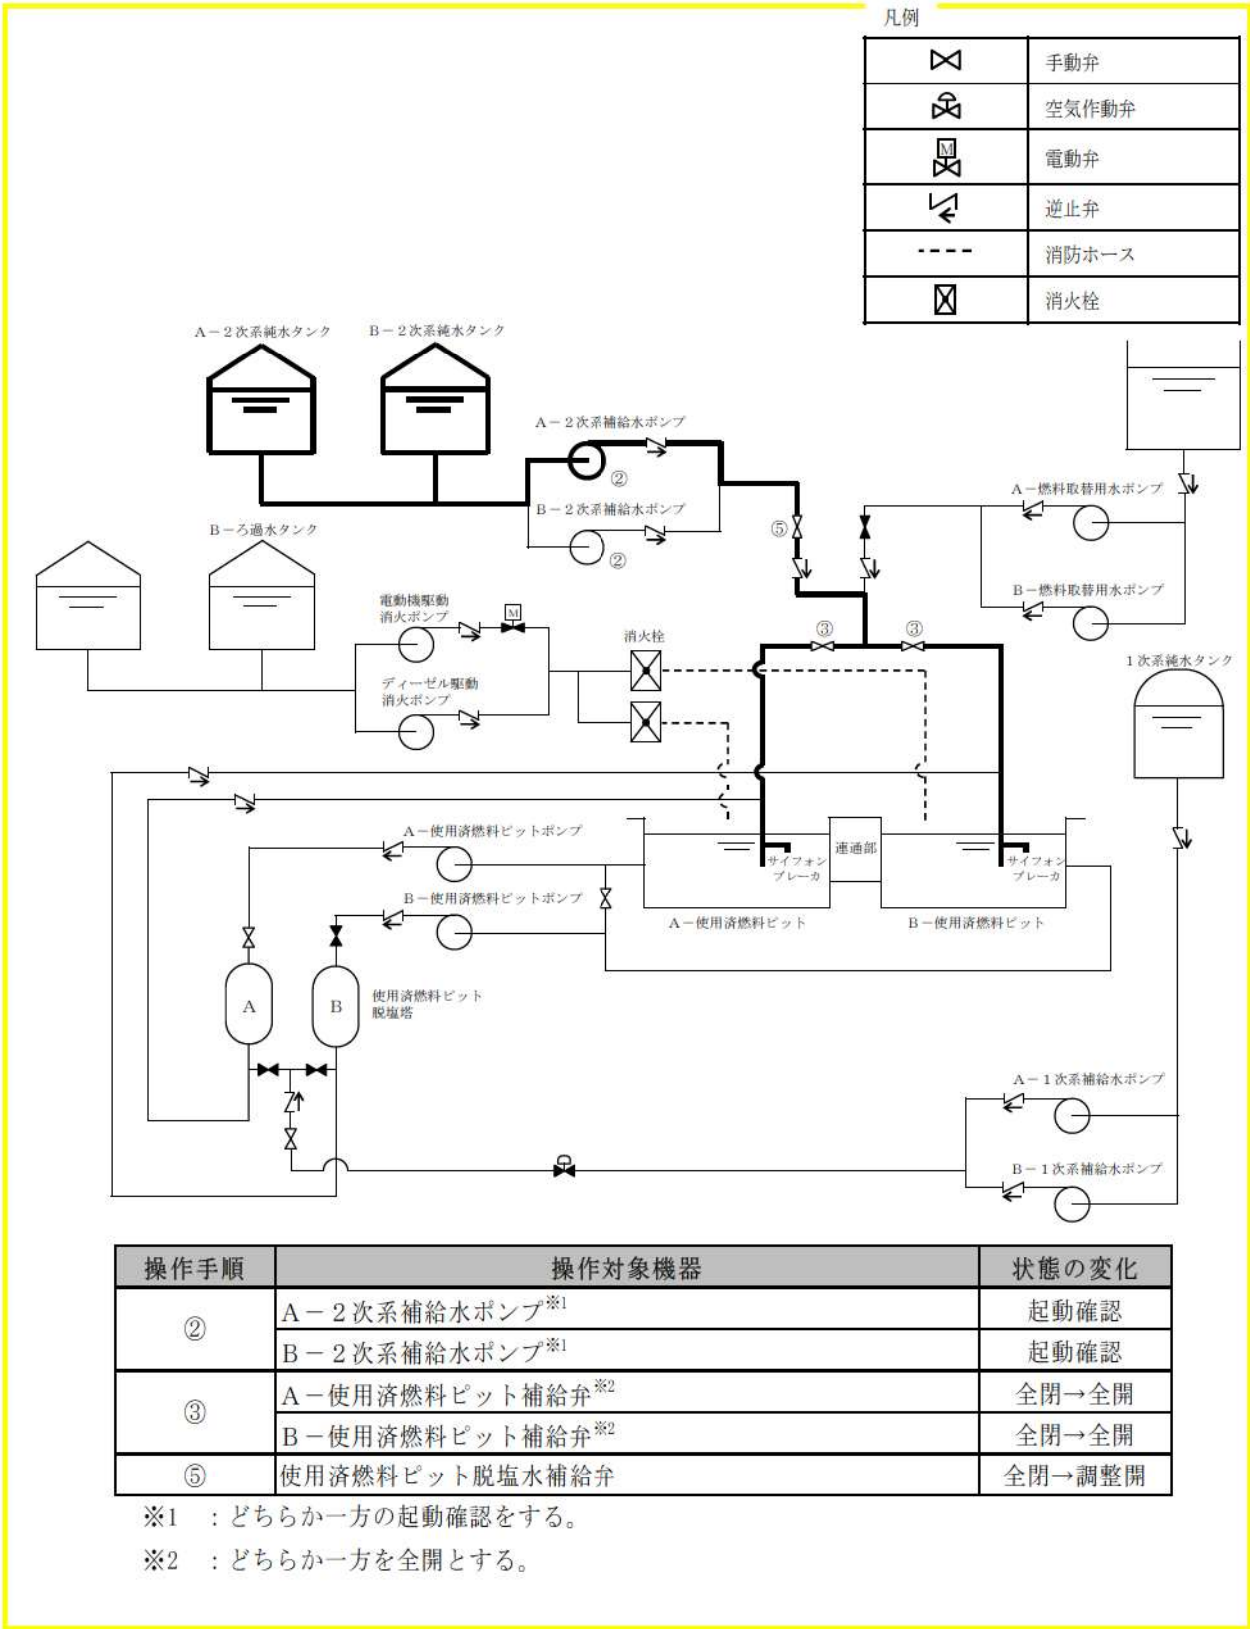 凡例
手動弁
空気作動弁
M
電動弁
逆止弁
消防ホース
消火栓
A－2次系純水タンク
B－2次系純水タンク
A－2次系補給水ポンプ
②
B－2次系補給水ポンプ
②
⑤
A－燃料取替用水ポンプ
B－燃料取替用水ポンプ
B－ろ過水タンク
電動機駆動
消火ポンプ
M
ディーゼル駆動
消火ポンプ
消火栓
③
③
1次系純水タンク
A－使用済燃料ピットポンプ
B－使用済燃料ピットポンプ
サイフォン
ブレーカ
連通部
サイフォン
ブレーカ
A－使用済燃料ピット
B－使用済燃料ピット
A
B
使用済燃料ピット
脱塩塔
A－1次系補給水ポンプ
B－1次系補給水ポンプ
操作手順 操作対象機器 状態の変化
② A－2次系補給水ポンプ※1 起動確認
B－2次系補給水ポンプ※1 起動確認
③ A－使用済燃料ピット補給弁※2 全閉→全開
B－使用済燃料ピット補給弁※2 全閉→全開
⑤ 使用済燃料ピット脱塩水補給弁 全閉→調整開
※1 ：どちらか一方の起動確認をする。
※2 ：どちらか一方を全開とする。